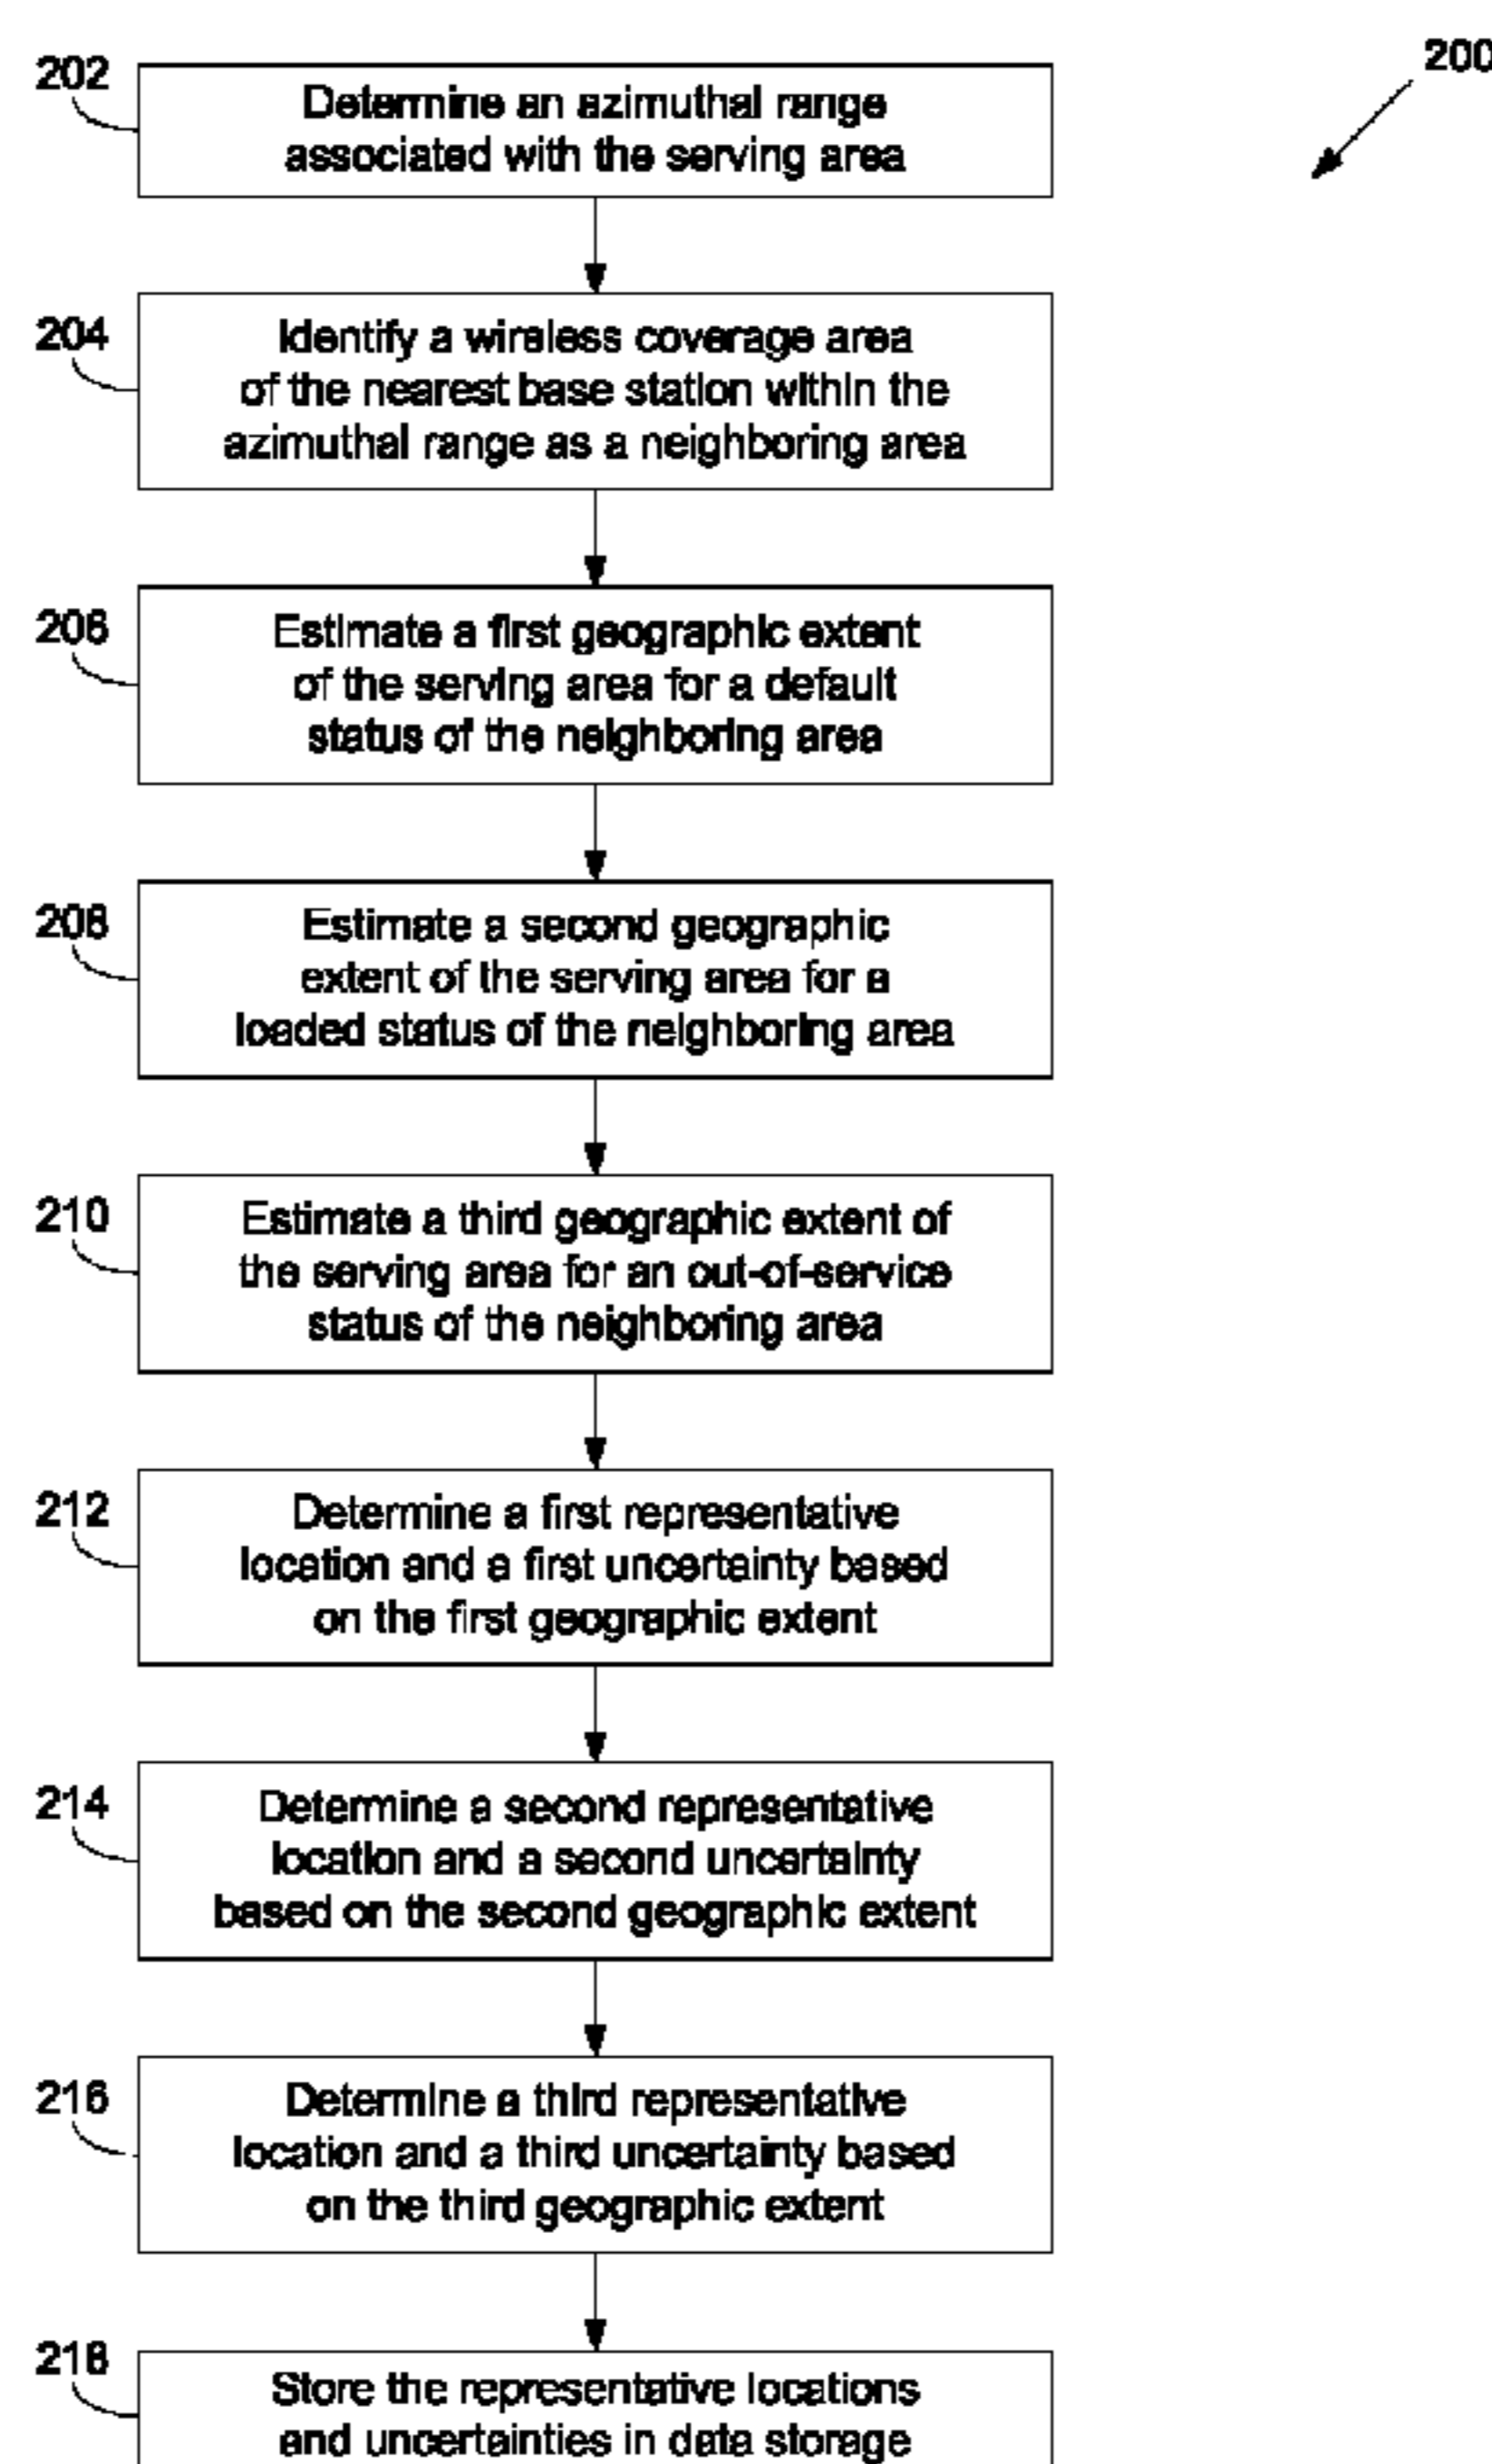 200
202
Determine an azimuthal range
associated with the serving area
204
Identify a wireless coverage area
of the nearest base station within the
azimuthal range as a neighboring area
206
Estimate a first geographic extent
of the serving area for a default
status of the neighboring area
208
Estimate a second geographic
extent of the serving area for a
loaded status of the neighboring area
210
Estimate a third geographic extent of
the serving area for an out-of-service
status of the neighboring area
212
Determine a first representative
location and a first uncertainty based
on the first geographic extent
214
Determine a second representative
location and a second uncertainty
based on the second geographic extent
216
Determine a third representative
location and a third uncertainty based
on the third geographic extent
218
Store the representative locations
and uncertainties in data storage